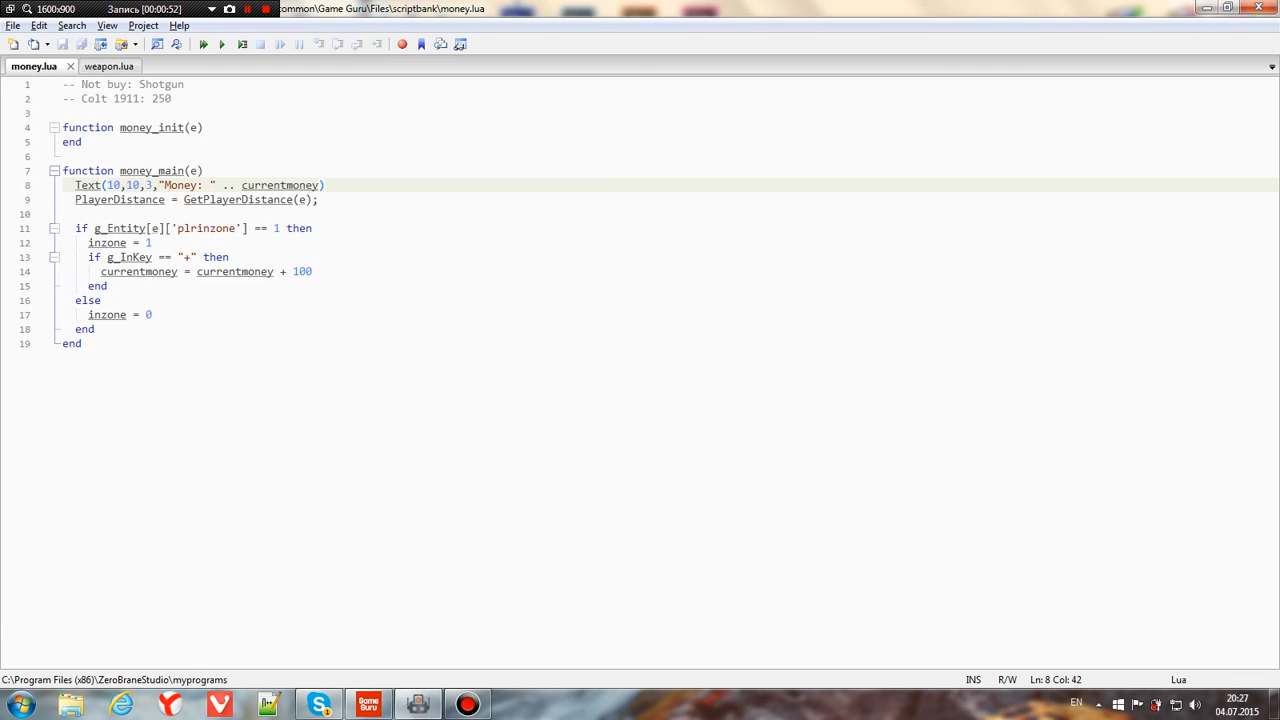 1600x900 Запись [00:00:52] common\Game Guru\Files\scriptbank\money.lua
File Edit Search View Project Help
money.lua weapon.lua
1 -- Not buy: Shotgun
2 -- Colt 1911: 250
3
4 function money_init(e)
5 end
6
7 function money_main(e)
8 Text(10,10,3,"Money: " .. currentmoney)
9 PlayerDistance = GetPlayerDistance(e);
10
11 if g_Entity[e]['plrinzone'] == 1 then
12 inzone = 1
13 if g_InKey == "+" then
14 currentmoney = currentmoney + 100
15 end
16 else
17 inzone = 0
18 end
19 end
C:\Program Files (x86)\ZeroBraneStudio\myprograms INS R/W Ln: 8 Col: 42 Lua
EN 20:27
04.07.2015